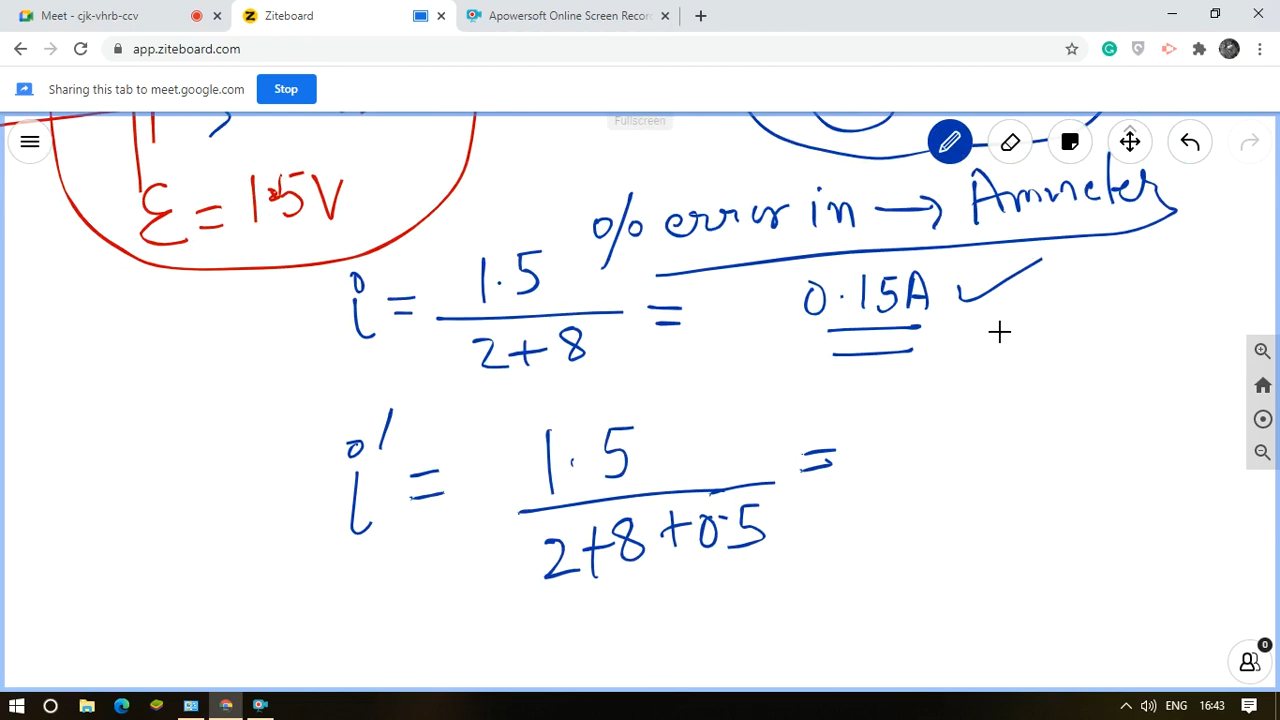 Meet - cjk-vhrb-ccv
Ziteboard
Apowersoft Online Screen Recor
app.ziteboard.com
Sharing this tab to meet.google.com
Stop
Fullscreen
ε = 1.5V
% error in → Ammeter
i = 1.5 / 2+8 = 0.15A ✓
i' = 1.5 / 2+8+0.5 =
0
ENG
16:43